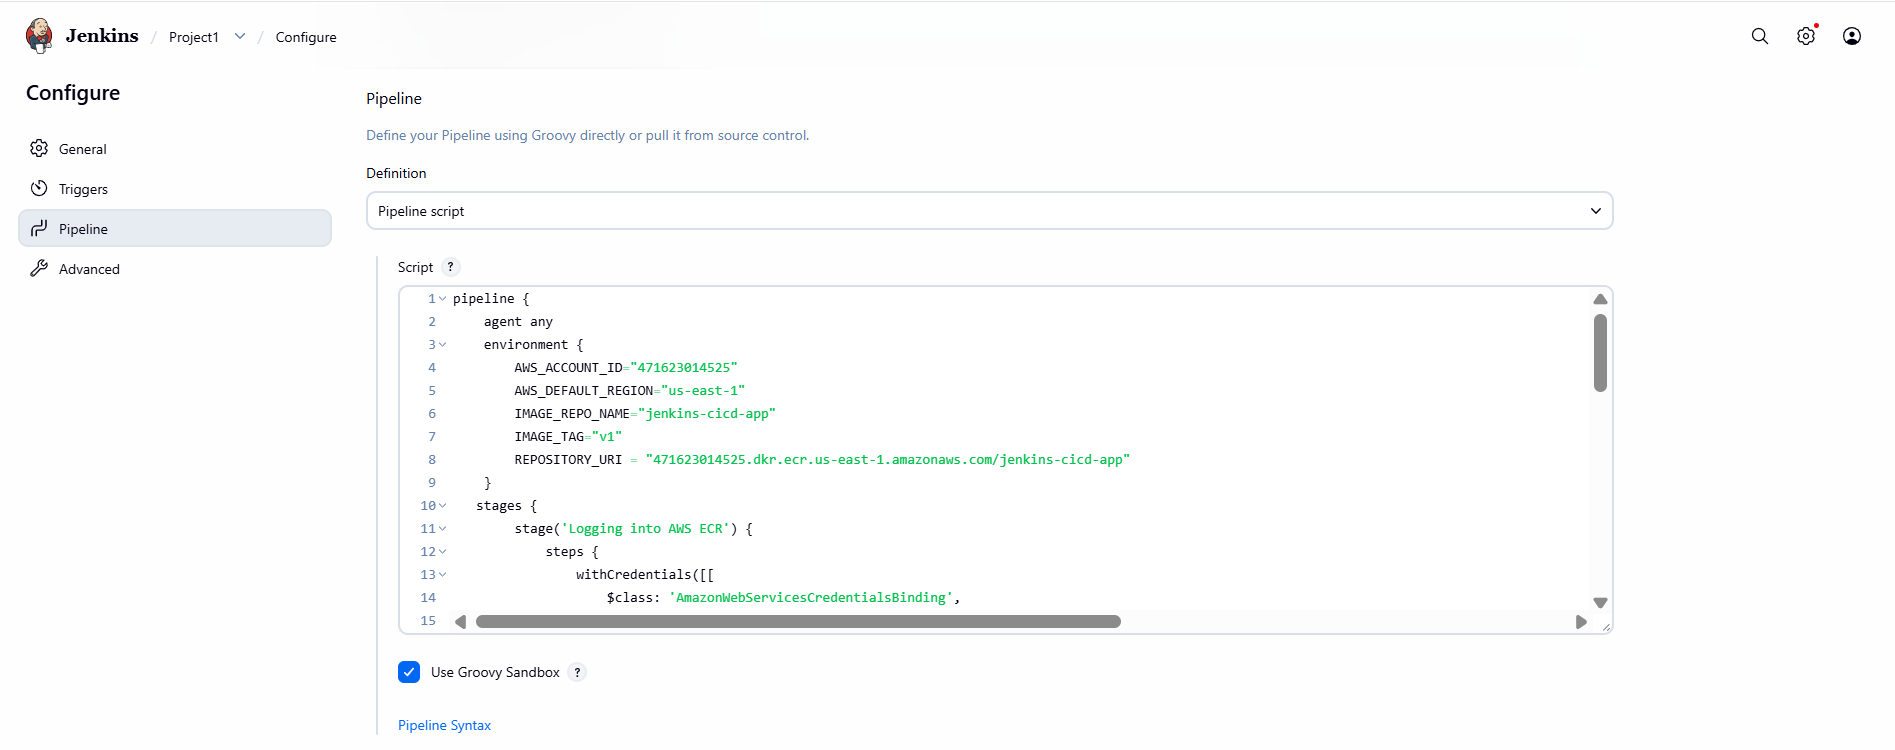 Jenkins / Project1 / Configure
Configure
General
Triggers
Pipeline
Advanced
Pipeline
Define your Pipeline using Groovy directly or pull it from source control.
Definition
Pipeline script
Script ?
1 pipeline {
2     agent any
3     environment {
4         AWS_ACCOUNT_ID="471623014525"
5         AWS_DEFAULT_REGION="us-east-1"
6         IMAGE_REPO_NAME="jenkins-cicd-app"
7         IMAGE_TAG="v1"
8         REPOSITORY_URI = "471623014525.dkr.ecr.us-east-1.amazonaws.com/jenkins-cicd-app"
9     }
10    stages {
11        stage('Logging into AWS ECR') {
12            steps {
13                withCredentials([[
14                    $class: 'AmazonWebServicesCredentialsBinding',
15
Use Groovy Sandbox ?
Pipeline Syntax